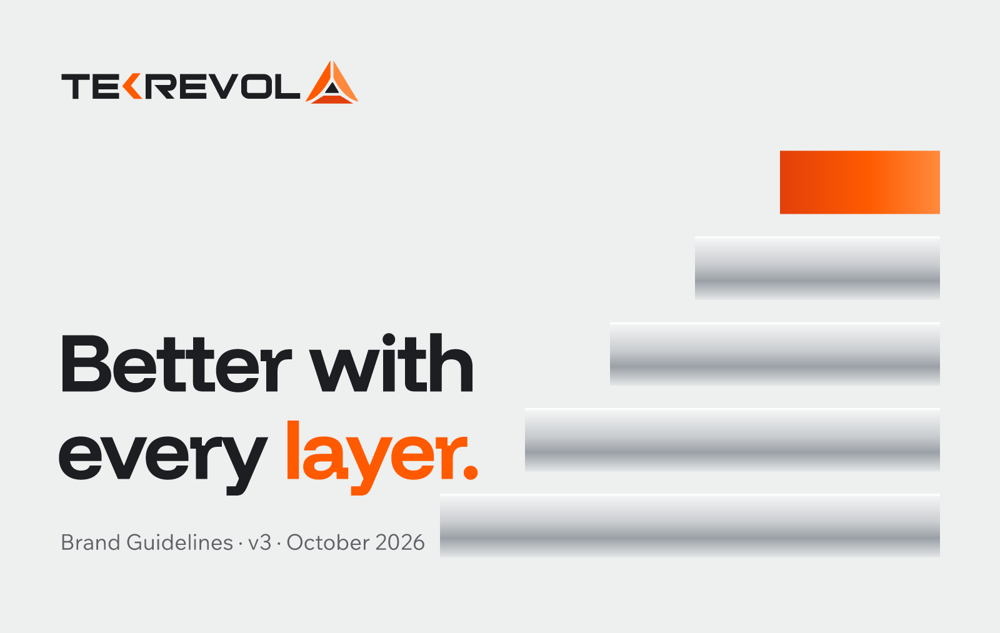 TEKREVOL
Better with
every layer.
Brand Guidelines · v3 · October 2026